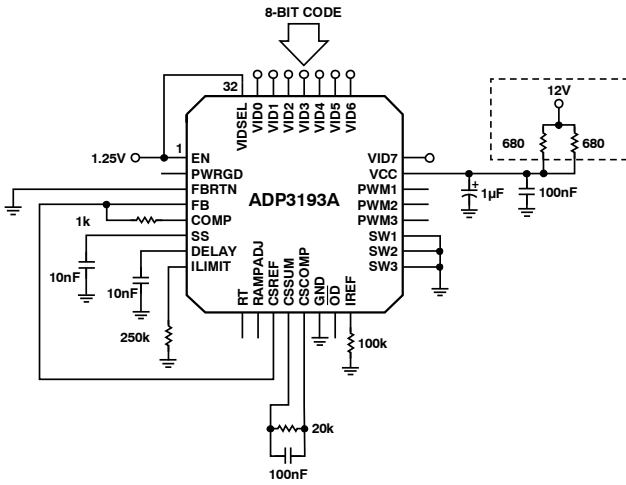 8-BIT CODE
32
VIDSEL
VID0
VID1
VID2
VID3
VID4
VID5
VID6
12V
680
680
1.25V
1
EN
PWRGD
FBRTN
FB
COMP
SS
DELAY
ILIMIT
ADP3193A
VID7
VCC
PWM1
PWM2
PWM3
SW1
SW2
SW3
+
1µF
100nF
1k
10nF
10nF
250k
RT
RAMPADJ
CSREF
CSSUM
CSCOMP
GND
OD
IREF
100k
20k
100nF